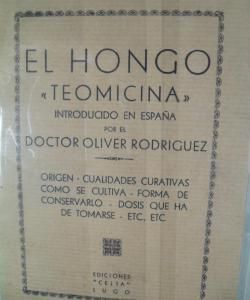 EL HONGO
«TEOMICINA»
INTRODUCIDO EN ESPAÑA
POR EL
DOCTOR OLIVER RODRIGUEZ
ORIGEN - CUALIDADES CURATIVAS
COMO SE CULTIVA - FORMA DE
CONSERVARLO - DOSIS QUE HA
DE TOMARSE - ETC, ETC
EDICIONES
"CELTA"
LUGO